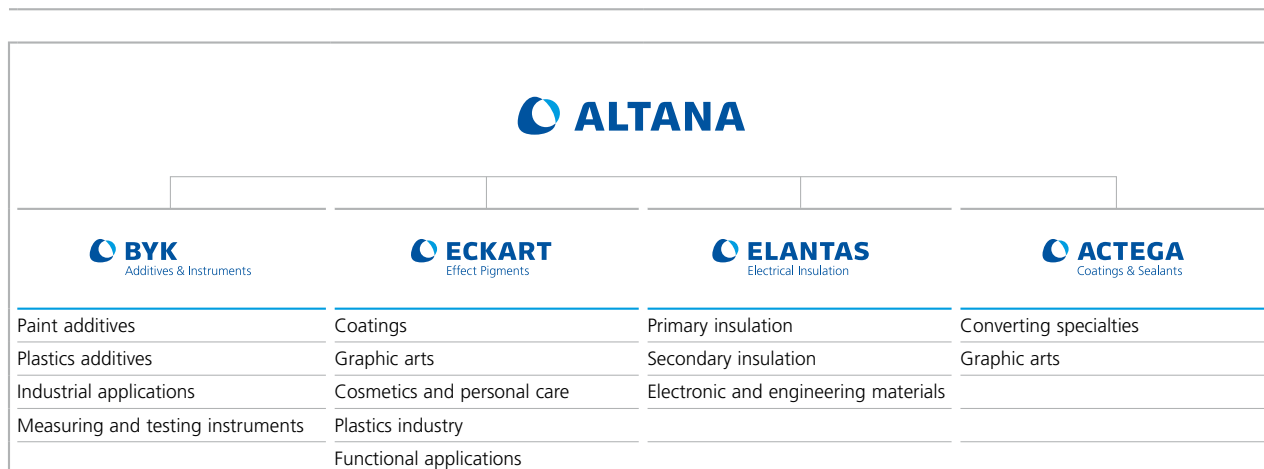 ALTANA
BYK
Additives & Instruments
ECKART
Effect Pigments
ELANTAS
Electrical Insulation
ACTEGA
Coatings & Sealants
Paint additives
Plastics additives
Industrial applications
Measuring and testing instruments
Coatings
Graphic arts
Cosmetics and personal care
Plastics industry
Functional applications
Primary insulation
Secondary insulation
Electronic and engineering materials
Converting specialties
Graphic arts